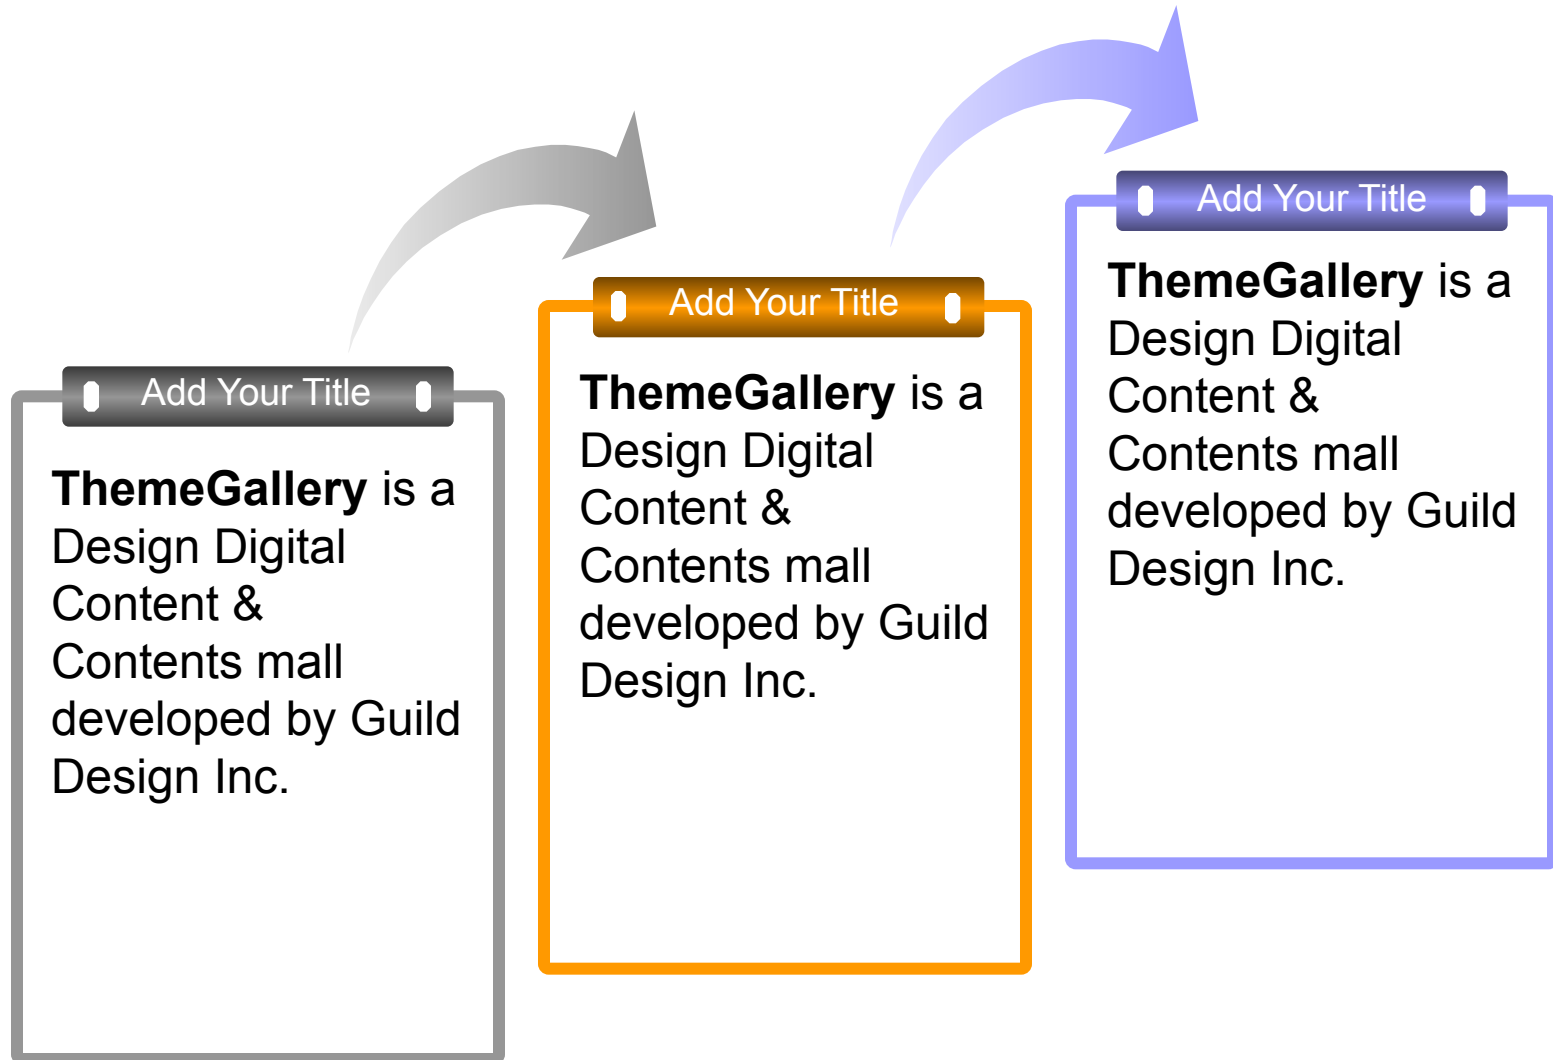 Add Your Title
ThemeGallery is a
Design Digital
Content &
Contents mall
developed by Guild
Design Inc.
Add Your Title
ThemeGallery is a
Design Digital
Content &
Contents mall
developed by Guild
Design Inc.
Add Your Title
ThemeGallery is a
Design Digital
Content &
Contents mall
developed by Guild
Design Inc.